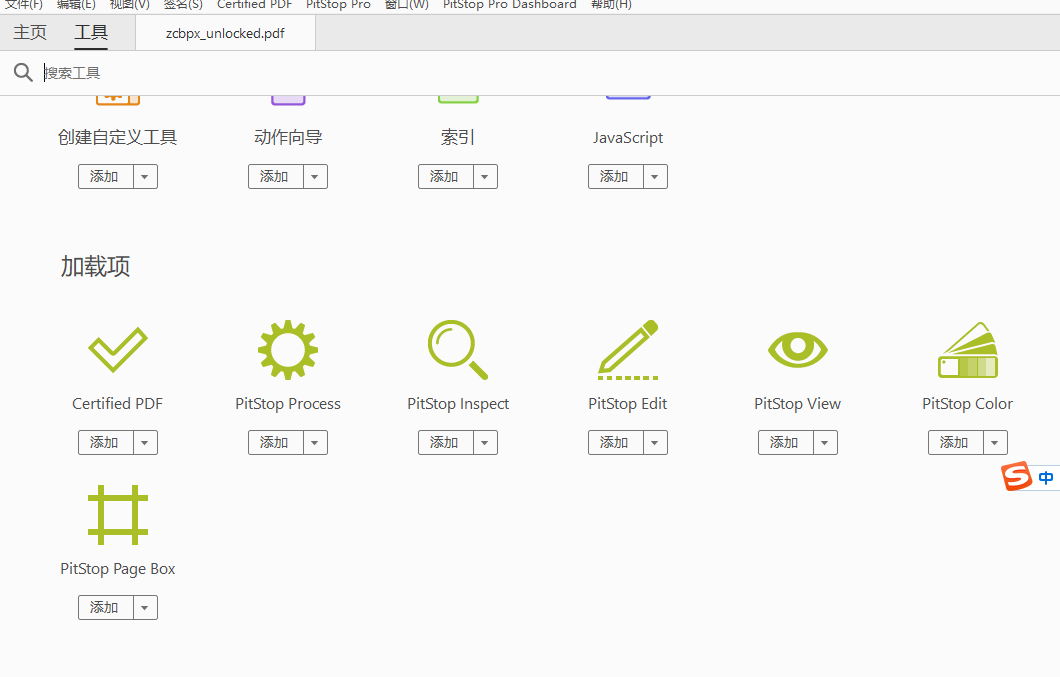 文件(F) 编辑(E) 视图(V) 签名(S) Certified PDF PitStop Pro 窗口(W) PitStop Pro Dashboard 帮助(H)
主页 工具 zcbpx_unlocked.pdf
搜索工具
创建自定义工具 动作向导 索引 JavaScript
添加 添加 添加 添加
加载项
Certified PDF PitStop Process PitStop Inspect PitStop Edit PitStop View PitStop Color
添加 添加 添加 添加 添加 添加
S 中
PitStop Page Box
添加